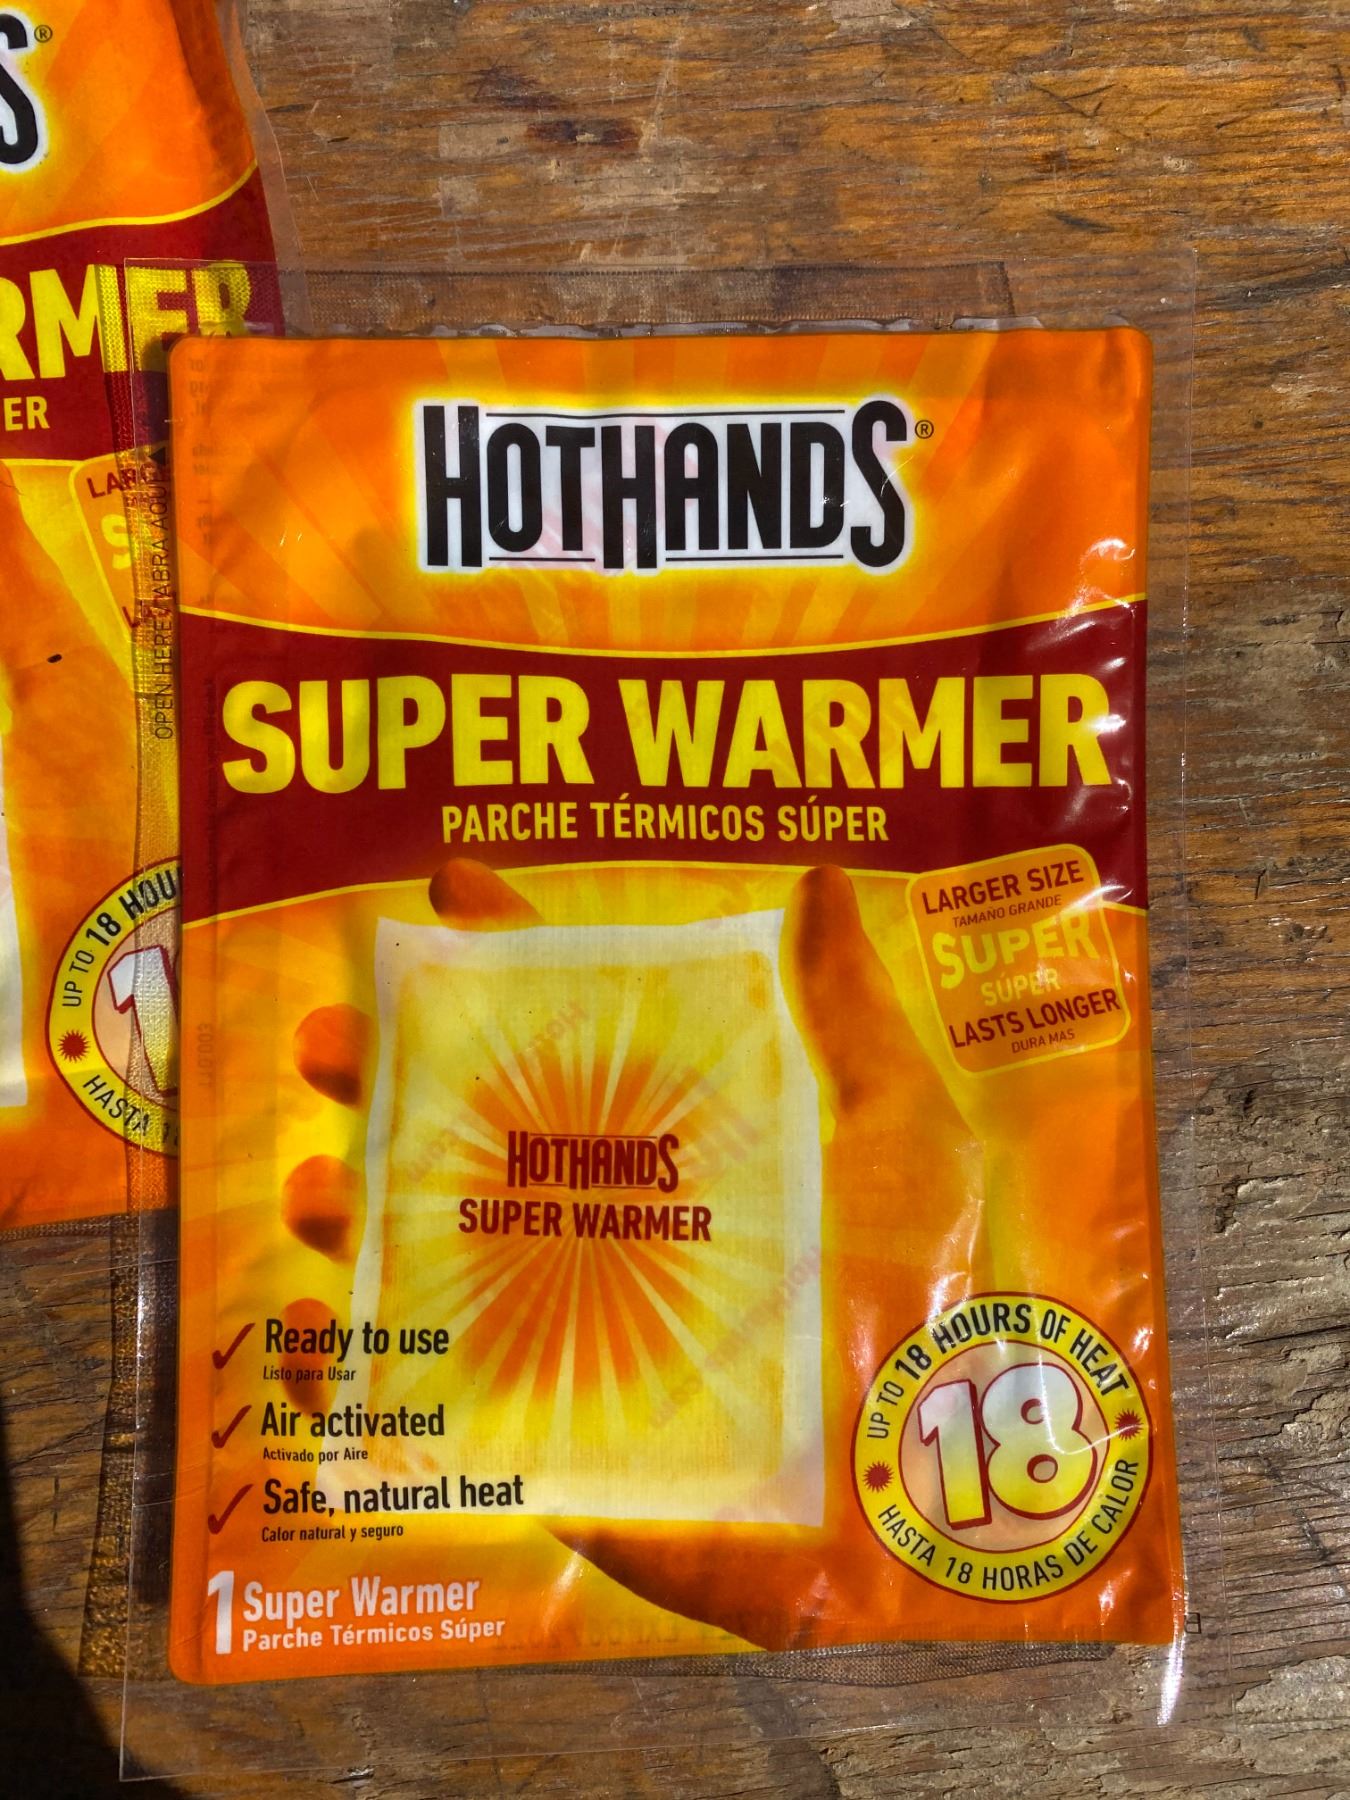 S®
RMER
ER
UP TO 18 HOU
HASTA 18
OPEN HERE / ABRA AQUÍ
HOTHANDS®
SUPER WARMER
PARCHE TÉRMICOS SÚPER
LARGER SIZE
TAMAÑO GRANDE
SUPER
SÚPER
LASTS LONGER
DURA MAS
HOTHANDS
SUPER WARMER
Ready to use
Listo para Usar
Air activated
Activado por Aire
Safe, natural heat
Calor natural y seguro
1 Super Warmer
Parche Térmicos Súper
UP TO 18 HOURS OF HEAT
18
HASTA 18 HORAS DE CALOR